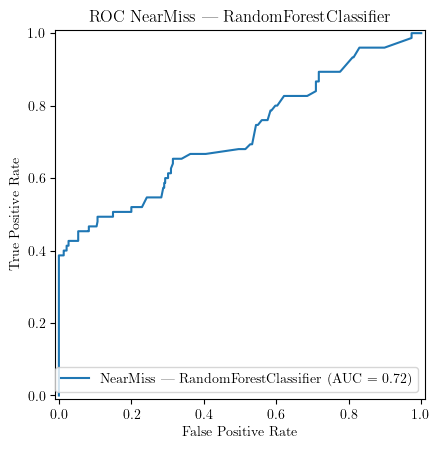 ROC NearMiss — RandomForestClassifier
1.0
0.8
0.6
0.4
0.2
0.0
True Positive Rate
NearMiss — RandomForestClassifier (AUC = 0.72)
0.0 0.2 0.4 0.6 0.8 1.0
False Positive Rate